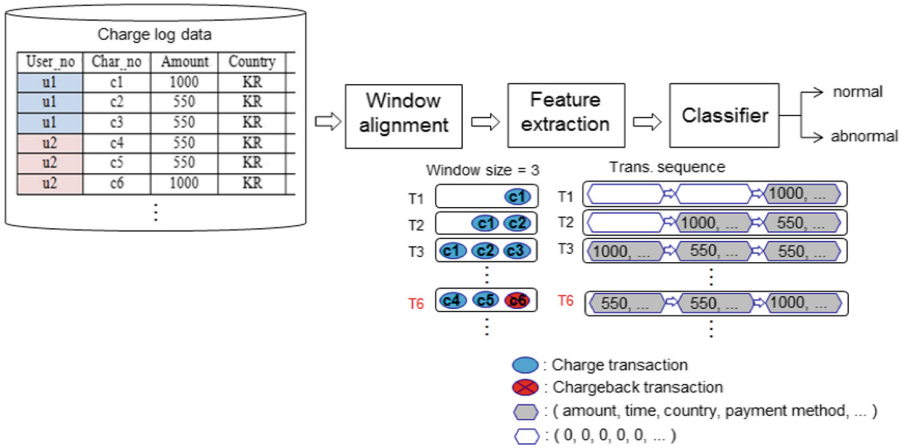 Charge log data
User_no Char_no Amount Country
u1 c1 1000 KR
u1 c2 550 KR
u1 c3 550 KR
u2 c4 550 KR
u2 c5 550 KR
u2 c6 1000 KR
Window alignment
Feature extraction
Classifier
normal
abnormal
Window size = 3
T1 c1
T2 c1 c2
T3 c1 c2 c3
T6 c4 c5 c6
Trans. sequence
T1 1000, ...
T2 1000, ... 550, ...
T3 1000, ... 550, ... 550, ...
T6 550, ... 550, ... 1000, ...
: Charge transaction
: Chargeback transaction
: ( amount, time, country, payment method, ... )
: ( 0, 0, 0, 0, 0, ... )